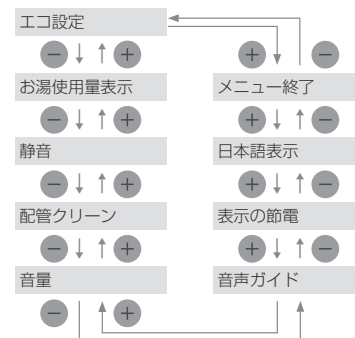 エコ設定
お湯使用量表示
静音
配管クリーン
音量
メニュー終了
日本語表示
表示の節電
音声ガイド